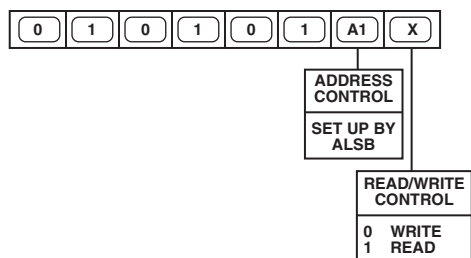 0 1 0 1 0 1 A1 X
ADDRESS
CONTROL
SET UP BY
ALSB
READ/WRITE
CONTROL
0 WRITE
1 READ